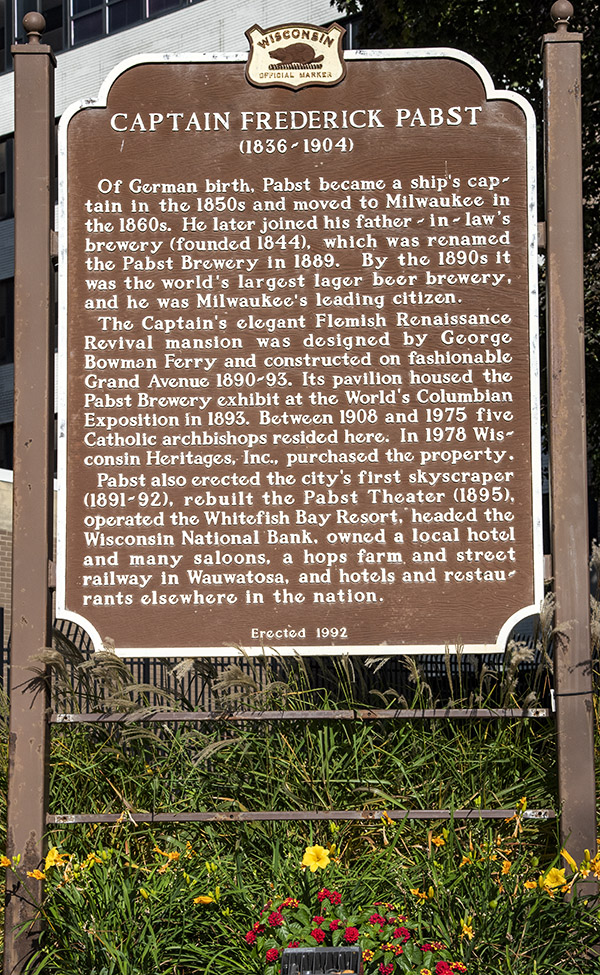 WISCONSIN
OFFICIAL MARKER
CAPTAIN FREDERICK PABST
(1836-1904)
Of German birth, Pabst became a ship's cap-
tain in the 1850s and moved to Milwaukee in
the 1860s. He later joined his father-in-law's
brewery (founded 1844), which was renamed
the Pabst Brewery in 1889. By the 1890s it
was the world's largest lager beer brewery,
and he was Milwaukee's leading citizen.
The Captain's elegant Flemish Renaissance
Revival mansion was designed by George
Bowman Ferry and constructed on fashionable
Grand Avenue 1890-93. Its pavilion housed the
Pabst Brewery exhibit at the World's Columbian
Exposition in 1893. Between 1908 and 1975 five
Catholic archbishops resided here. In 1978 Wis-
consin Heritages, Inc., purchased the property.
Pabst also erected the city's first skyscraper
(1891-92), rebuilt the Pabst Theater (1895),
operated the Whitefish Bay Resort, headed the
Wisconsin National Bank, owned a local hotel
and many saloons, a hops farm and street
railway in Wauwatosa, and hotels and restau-
rants elsewhere in the nation.
Erected 1992